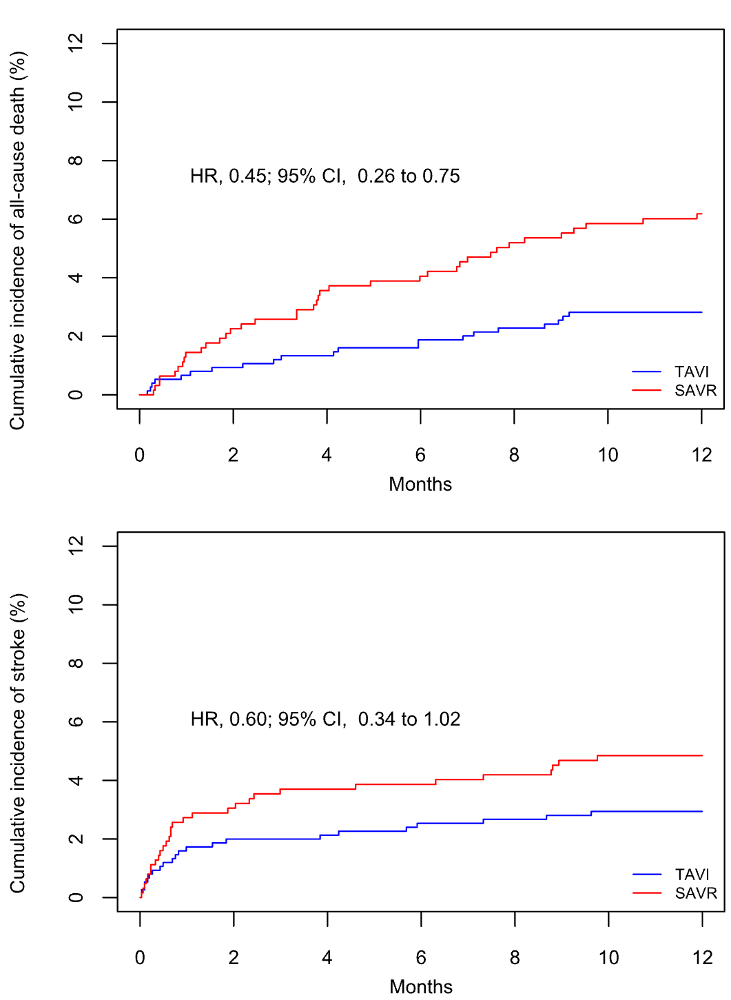 Cumulative incidence of all-cause death (%)
12
10
8
6
4
2
0
HR, 0.45; 95% CI,  0.26 to 0.75
TAVI
SAVR
0 2 4 6 8 10 12
Months
Cumulative incidence of stroke (%)
12
10
8
6
4
2
0
HR, 0.60; 95% CI,  0.34 to 1.02
TAVI
SAVR
0 2 4 6 8 10 12
Months